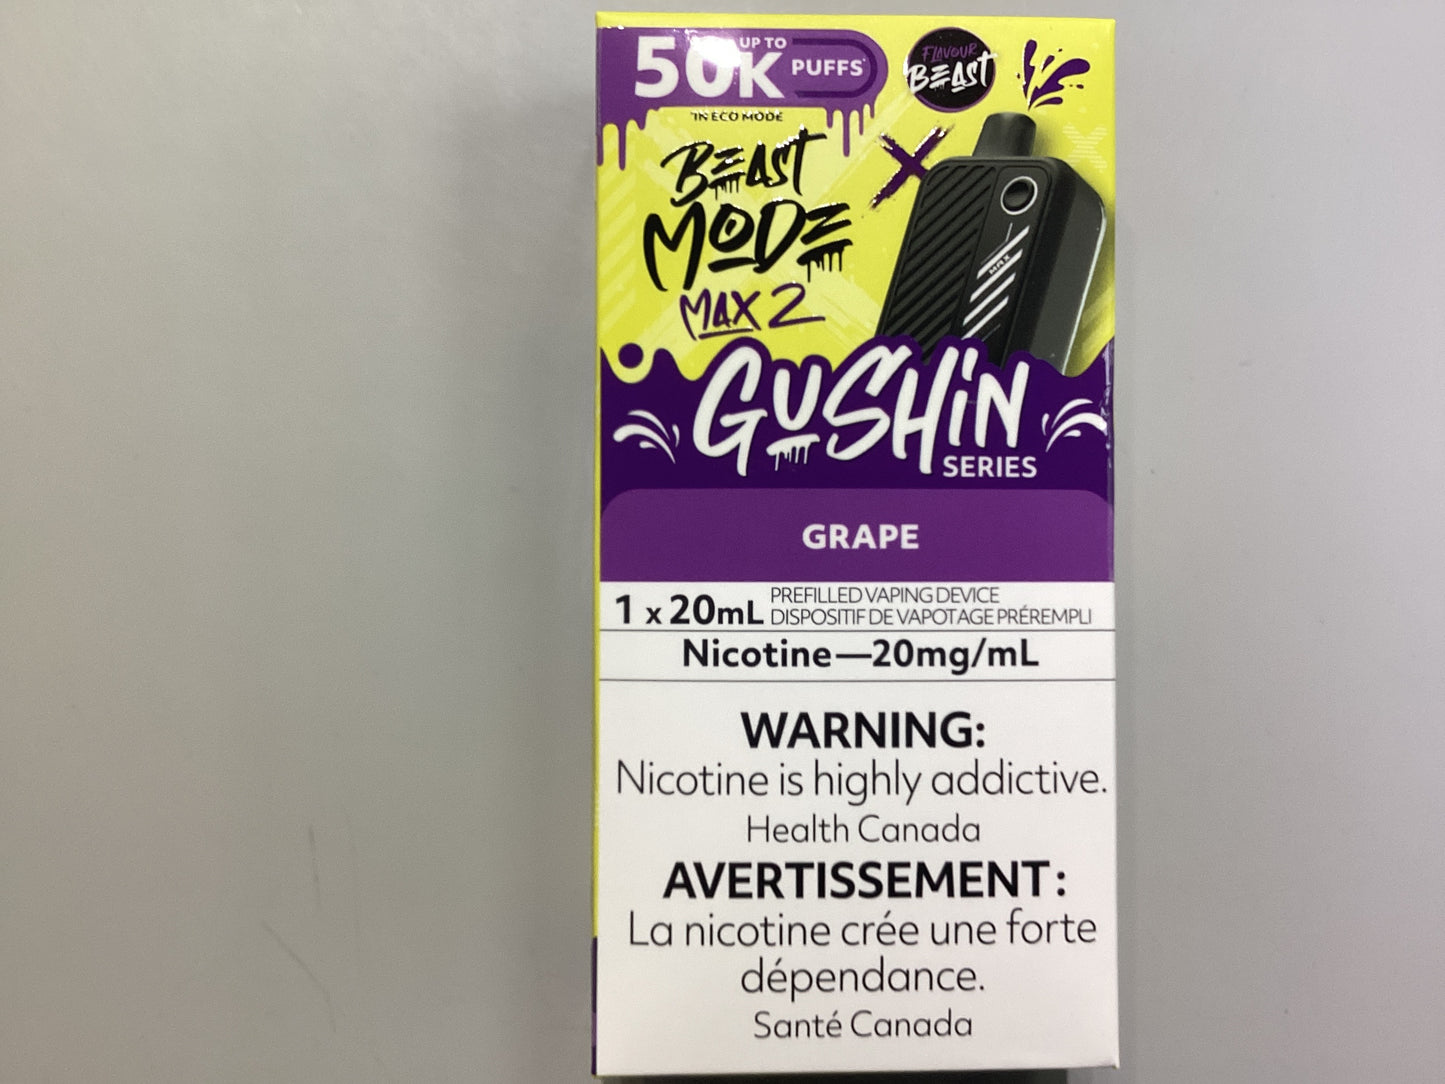 50K UP TO PUFFS*
*IN ECO MODE
FLAVOUR
BEAST
BEAST
MODE
MAX 2
MAX
GUSHiN
SERIES
GRAPE
1 x 20mL PREFILLED VAPING DEVICE
DISPOSITIF DE VAPOTAGE PRÉREMPLI
Nicotine—20mg/mL
WARNING:
Nicotine is highly addictive.
Health Canada
AVERTISSEMENT :
La nicotine crée une forte
dépendance.
Santé Canada